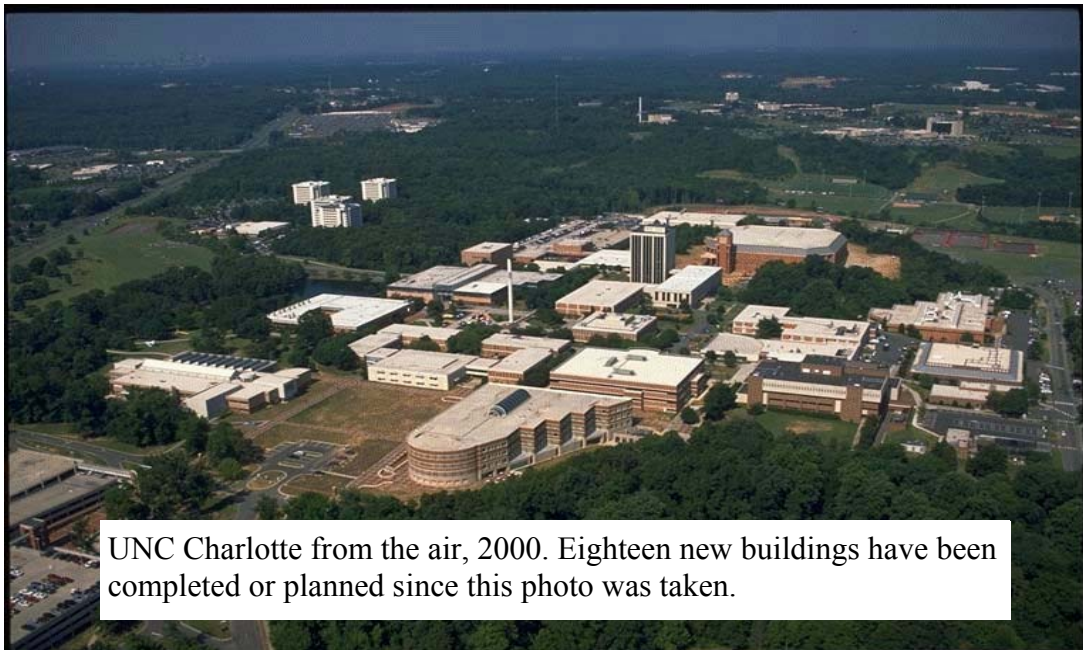 UNC Charlotte from the air, 2000. Eighteen new buildings have been
completed or planned since this photo was taken.